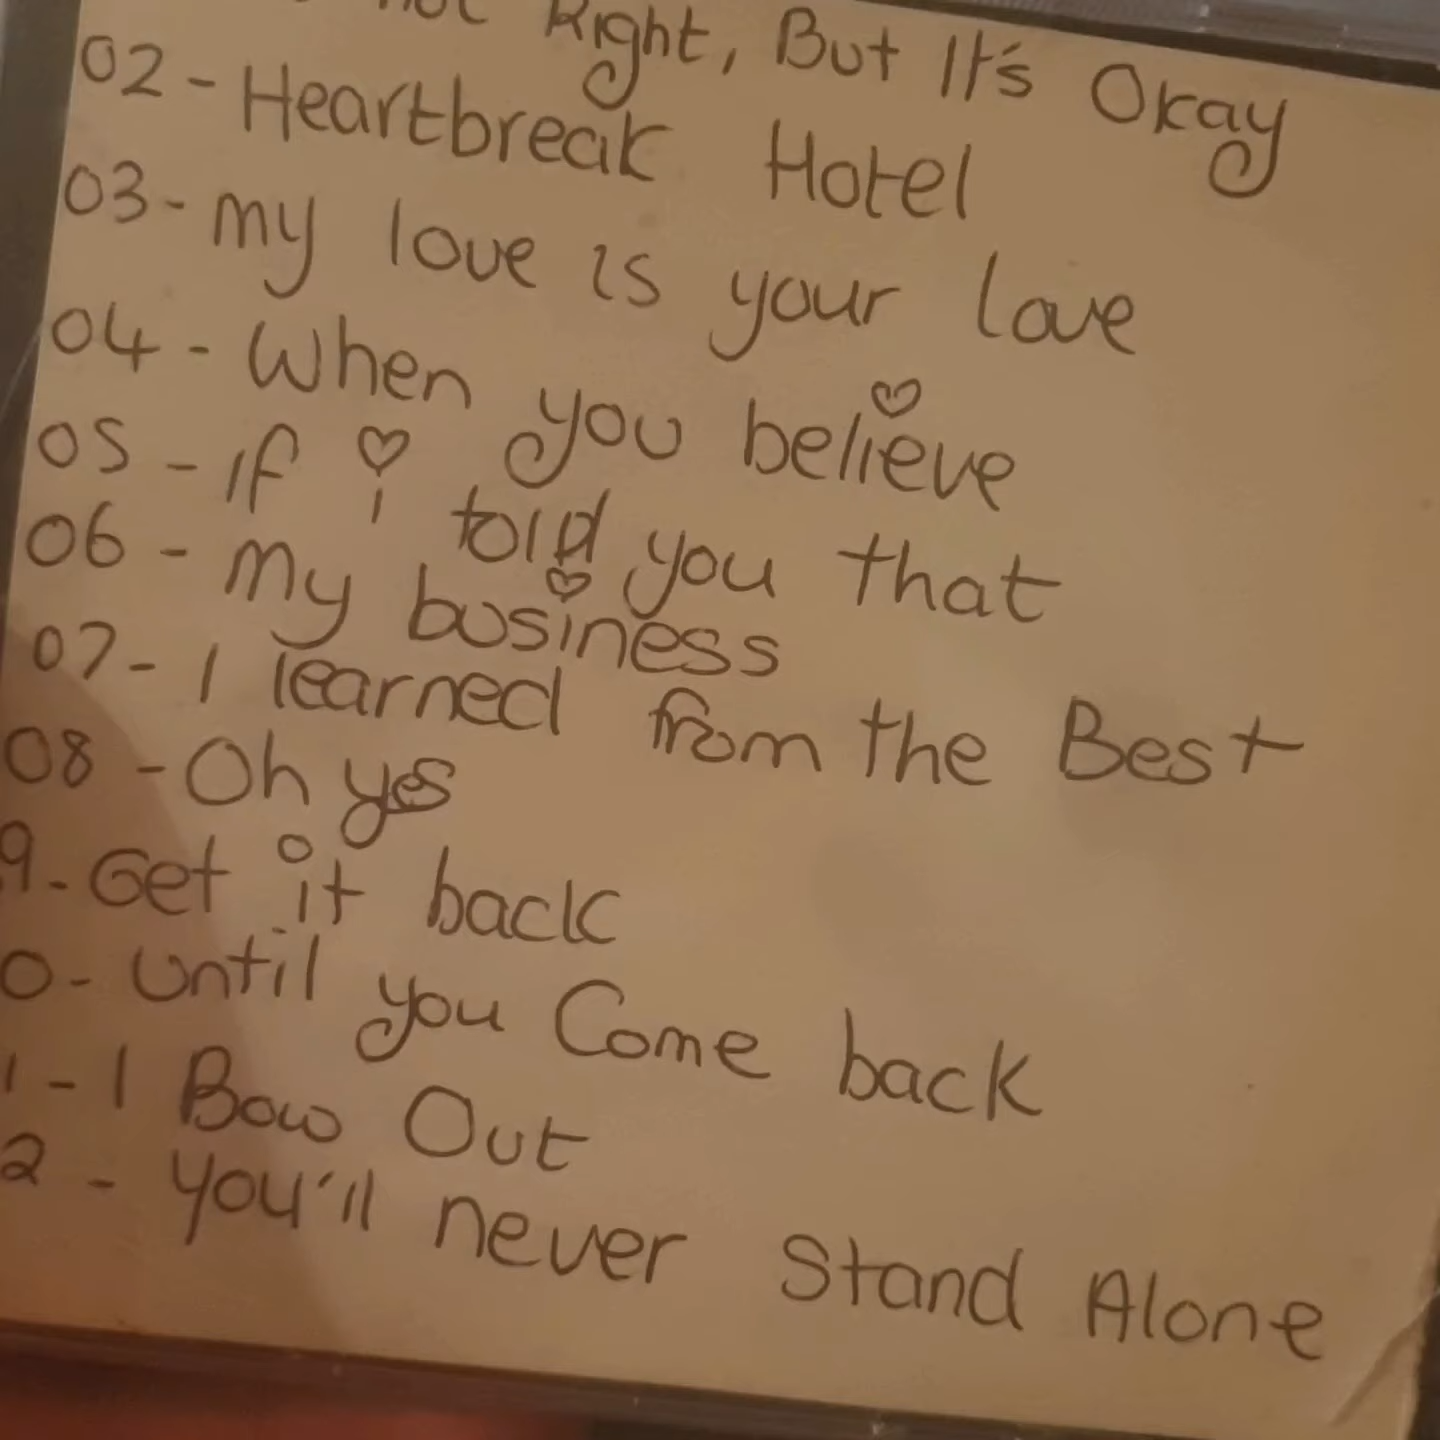 not Right, But It's Okay
02 - Heartbreak Hotel
03 - my love is your love
04 - When you believe
05 - If i told you that
06 - My business
07 - I learned from the Best
08 - Oh yes
9 - Get it back
0 - Until you Come back
1 - I Bow Out
2 - You'll never Stand Alone